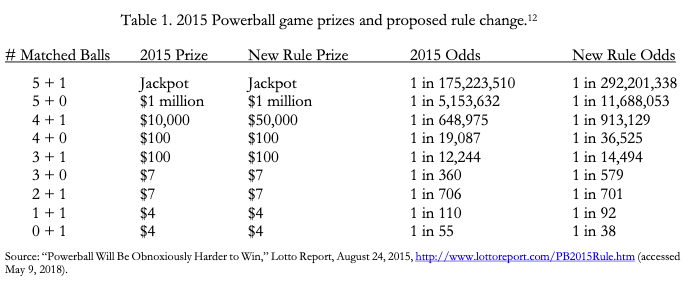 Table 1. 2015 Powerball game prizes and proposed rule change.12
# Matched Balls 2015 Prize New Rule Prize 2015 Odds New Rule Odds
5 + 1 Jackpot Jackpot 1 in 175,223,510 1 in 292,201,338
5 + 0 $1 million $1 million 1 in 5,153,632 1 in 11,688,053
4 + 1 $10,000 $50,000 1 in 648,975 1 in 913,129
4 + 0 $100 $100 1 in 19,087 1 in 36,525
3 + 1 $100 $100 1 in 12,244 1 in 14,494
3 + 0 $7 $7 1 in 360 1 in 579
2 + 1 $7 $7 1 in 706 1 in 701
1 + 1 $4 $4 1 in 110 1 in 92
0 + 1 $4 $4 1 in 55 1 in 38
Source: “Powerball Will Be Obnoxiously Harder to Win,” Lotto Report, August 24, 2015, http://www.lottoreport.com/PB2015Rule.htm (accessed
May 9, 2018).